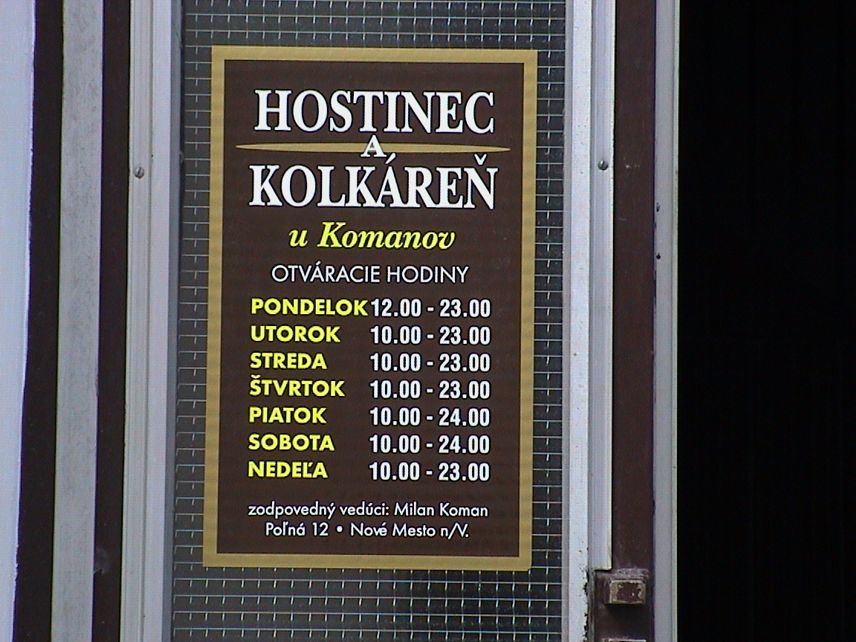 HOSTINEC
A
KOLKÁREŇ
u Komanov
OTVÁRACIE HODINY
PONDELOK 12.00 - 23.00
UTOROK 10.00 - 23.00
STREDA 10.00 - 23.00
ŠTVRTOK 10.00 - 23.00
PIATOK 10.00 - 24.00
SOBOTA 10.00 - 24.00
NEDEĽA 10.00 - 23.00
zodpovedný vedúci: Milan Koman
Poľná 12 • Nové Mesto n/V.